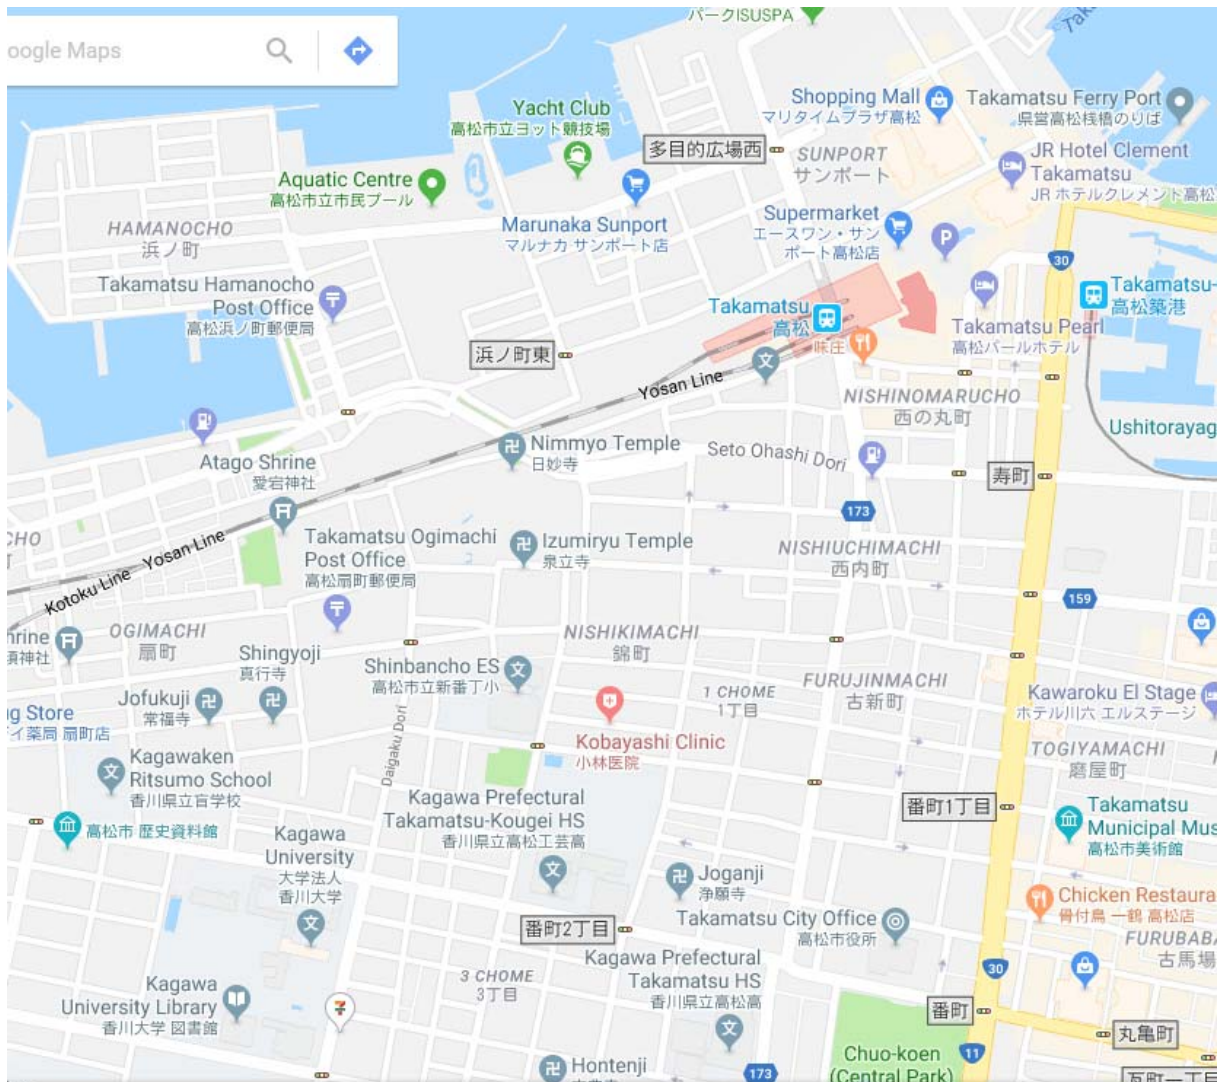 パークISUSPA
oogle Maps
Yacht Club
高松市立ヨット競技場
多目的広場西
Shopping Mall
マリタイムプラザ高松
Takamatsu Ferry Port
県営高松桟橋のりば
SUNPORT
サンポート
JR Hotel Clement
Takamatsu
JR ホテルクレメント高松
Aquatic Centre
高松市立市民プール
Marunaka Sunport
マルナカ サンポート店
Supermarket
エースワン・サン
ポート高松店
P
HAMANOCHO
浜ノ町
30
Takamatsu Hamanocho
Post Office
高松浜ノ町郵便局
Takamatsu
高松
Takamatsu-
高松築港
Takamatsu Pearl
高松パールホテル
味庄
浜ノ町東
Yosan Line
NISHINOMARUCHO
西の丸町
Ushitorayag
Nimmyo Temple
日妙寺
Seto Ohashi Dori
Atago Shrine
愛宕神社
寿町
173
CHO
Yosan Line
Kotoku Line
Takamatsu Ogimachi
Post Office
高松扇町郵便局
Izumiryu Temple
泉立寺
NISHIUCHIMACHI
西内町
159
hrine
須神社
OGIMACHI
扇町
Shingyoji
真行寺
NISHIKIMACHI
錦町
Shinbancho ES
高松市立新番丁小
1 CHOME
1丁目
FURUJINMACHI
古新町
Kawaroku El Stage
ホテル川六 エルステージ
Jofukuji
常福寺
ng Store
イ薬局 扇町店
Daigaku Dori
Kobayashi Clinic
小林医院
TOGIYAMACHI
磨屋町
Kagawaken
Ritsumo School
香川県立盲学校
Kagawa Prefectural
Takamatsu-Kougei HS
香川県立高松工芸高
番町1丁目
Takamatsu
Municipal Mus
高松市美術館
高松市 歴史資料館
Kagawa
University
大学法人
香川大学
Joganji
浄願寺
Chicken Restaura
骨付鳥 一鶴 高松店
番町2丁目
Takamatsu City Office
高松市役所
FURUBABA
古馬場
Kagawa Prefectural
Takamatsu HS
香川県立高松高
3 CHOME
3丁目
30
Kagawa
University Library
香川大学 図書館
番町
丸亀町
Chuo-koen
(Central Park)
11
Hontenji
173
瓦町一丁目